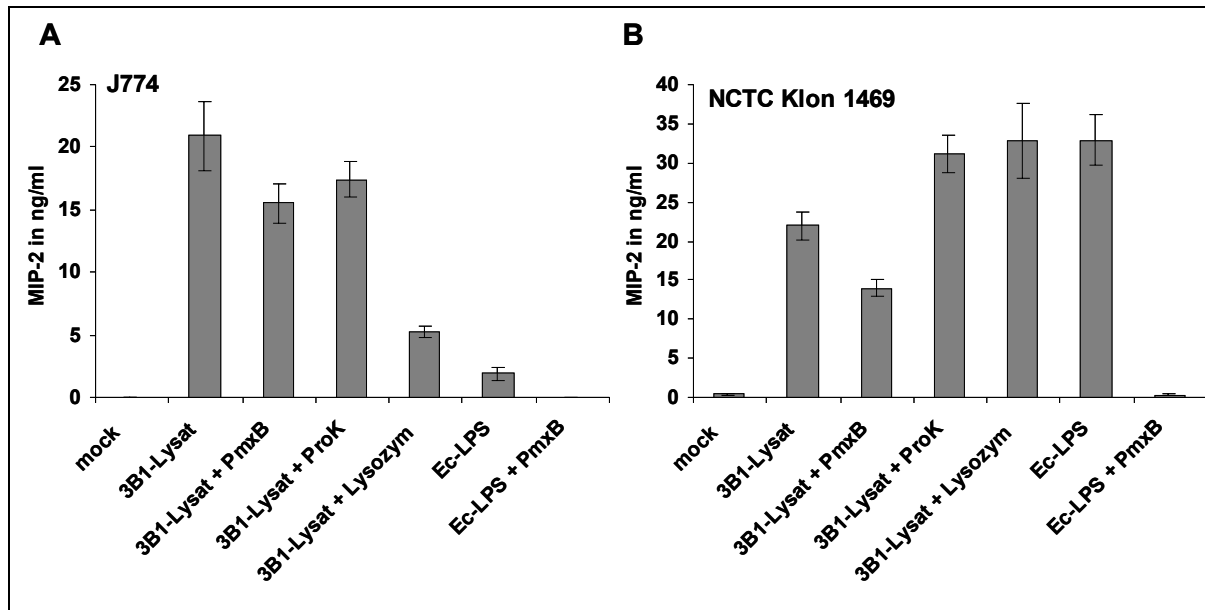 A
J774
MIP-2 in ng/ml
25
20
15
10
5
0
mock
3B1-Lysat
3B1-Lysat + PmxB
3B1-Lysat + ProK
3B1-Lysat + Lysozym
Ec-LPS
Ec-LPS + PmxB
B
NCTC Klon 1469
MIP-2 in ng/ml
40
35
30
25
20
15
10
5
0
mock
3B1-Lysat
3B1-Lysat + PmxB
3B1-Lysat + ProK
3B1-Lysat + Lysozym
Ec-LPS
Ec-LPS + PmxB